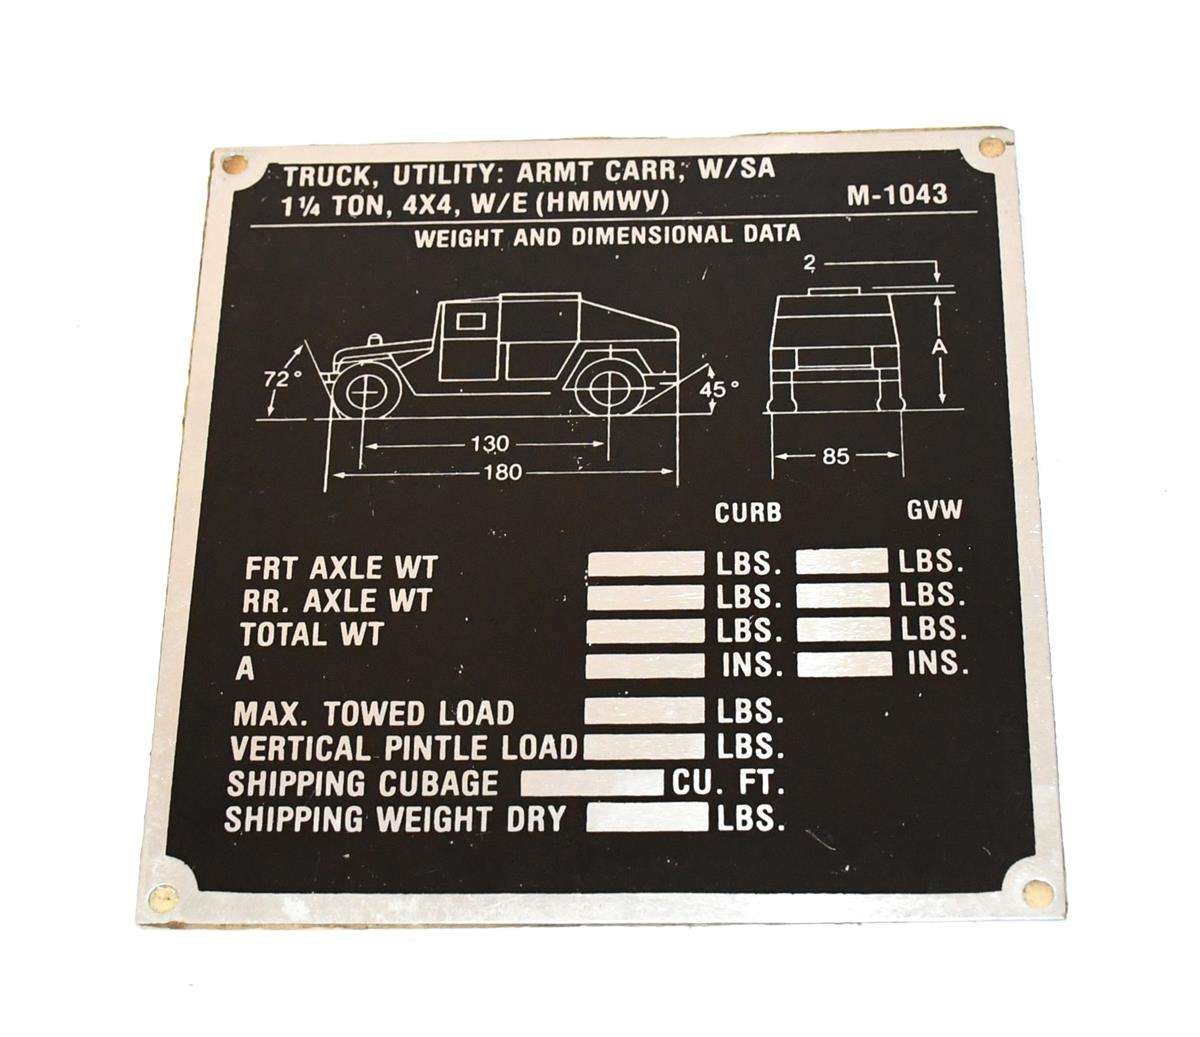 TRUCK, UTILITY: ARMT CARR, W/SA
1¼ TON, 4X4, W/E (HMMWV) M-1043
WEIGHT AND DIMENSIONAL DATA
2
A
72°
45°
130
85
180
CURB GVW
FRT AXLE WT LBS. LBS.
RR. AXLE WT LBS. LBS.
TOTAL WT LBS. LBS.
A INS. INS.
MAX. TOWED LOAD LBS.
VERTICAL PINTLE LOAD LBS.
SHIPPING CUBAGE CU. FT.
SHIPPING WEIGHT DRY LBS.